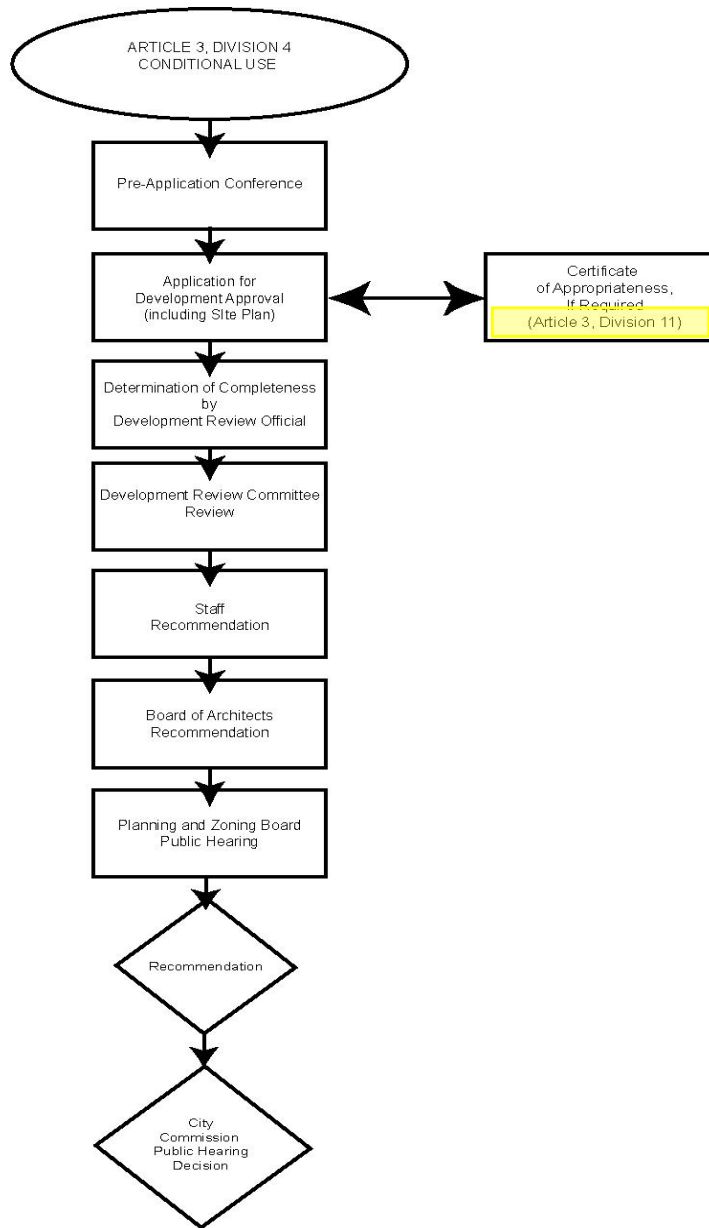 ARTICLE 3, DIVISION 4
CONDITIONAL USE
Pre-Application Conference
Application for
Development Approval
(including SIte Plan)
Certificate
of Appropriateness,
If Required
(Article 3, Division 11)
Determination of Completeness
by
Development Review Official
Development Review Committee
Review
Staff
Recommendation
Board of Architects
Recommendation
Planning and Zoning Board
Public Hearing
Recommendation
City
Commission
Public Hearing
Decision